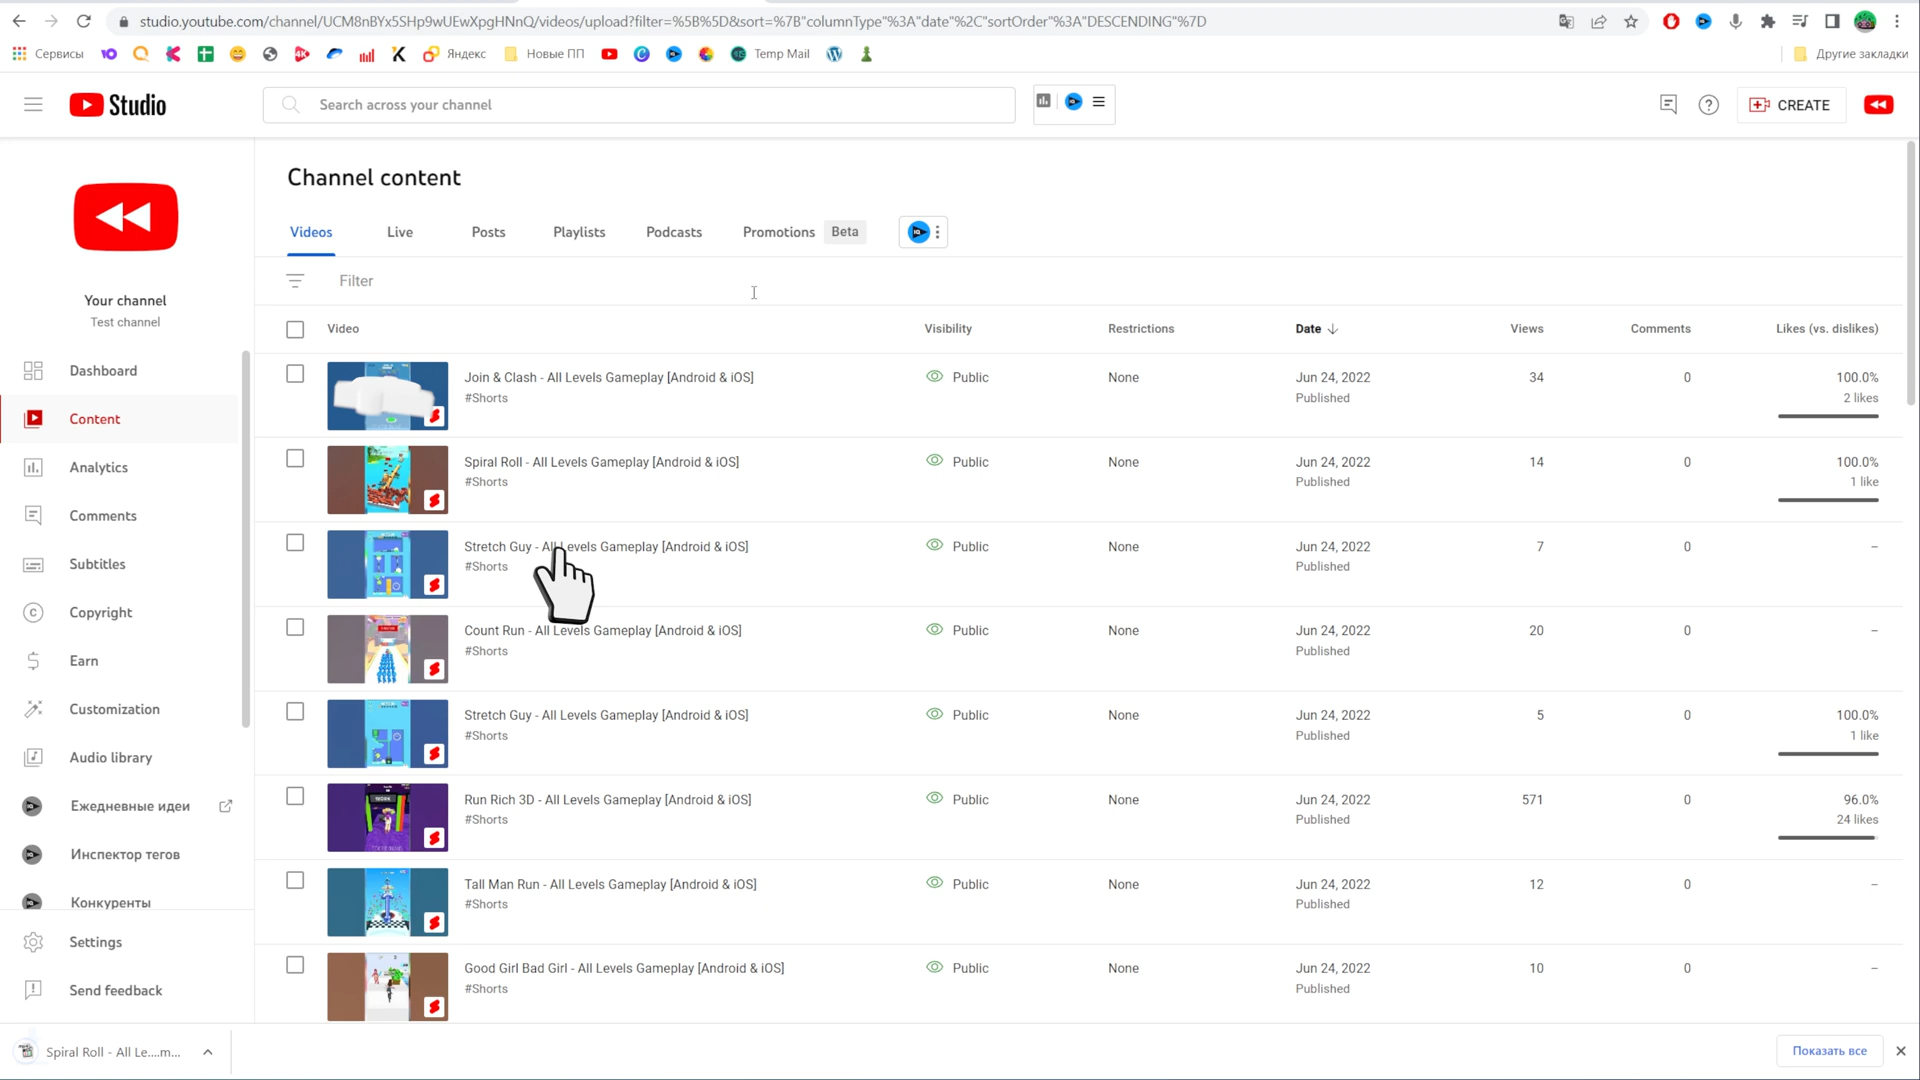 studio.youtube.com/channel/UCM8nBYx5SHp9wUEwXpgHNnQ/videos/upload?filter=%5B%5D&sort=%7B"columnType"%3A"date"%2C"sortOrder"%3A"DESCENDING"%7D
Сервисы
Яндекс
Новые ПП
Temp Mail
Другие закладки
Studio
Search across your channel
CREATE
Channel content
Videos
Live
Posts
Playlists
Podcasts
Promotions
Beta
Filter
Your channel
Test channel
Dashboard
Content
Analytics
Comments
Subtitles
Copyright
Earn
Customization
Audio library
Ежедневные идеи
Инспектор тегов
Конкуренты
Settings
Send feedback
Video Visibility Restrictions Date Views Comments Likes (vs. dislikes)
Join & Clash - All Levels Gameplay [Android & iOS] Public None Jun 24, 2022 34 0 100.0%
#Shorts Published 2 likes
Spiral Roll - All Levels Gameplay [Android & iOS] Public None Jun 24, 2022 14 0 100.0%
#Shorts Published 1 like
Stretch Guy - All Levels Gameplay [Android & iOS] Public None Jun 24, 2022 7 0 –
#Shorts Published
Count Run - All Levels Gameplay [Android & iOS] Public None Jun 24, 2022 20 0 –
#Shorts Published
Stretch Guy - All Levels Gameplay [Android & iOS] Public None Jun 24, 2022 5 0 100.0%
#Shorts Published 1 like
Run Rich 3D - All Levels Gameplay [Android & iOS] Public None Jun 24, 2022 571 0 96.0%
#Shorts Published 24 likes
Tall Man Run - All Levels Gameplay [Android & iOS] Public None Jun 24, 2022 12 0 –
#Shorts Published
Good Girl Bad Girl - All Levels Gameplay [Android & iOS] Public None Jun 24, 2022 10 0 –
#Shorts Published
Spiral Roll - All Le....m...
Показать все